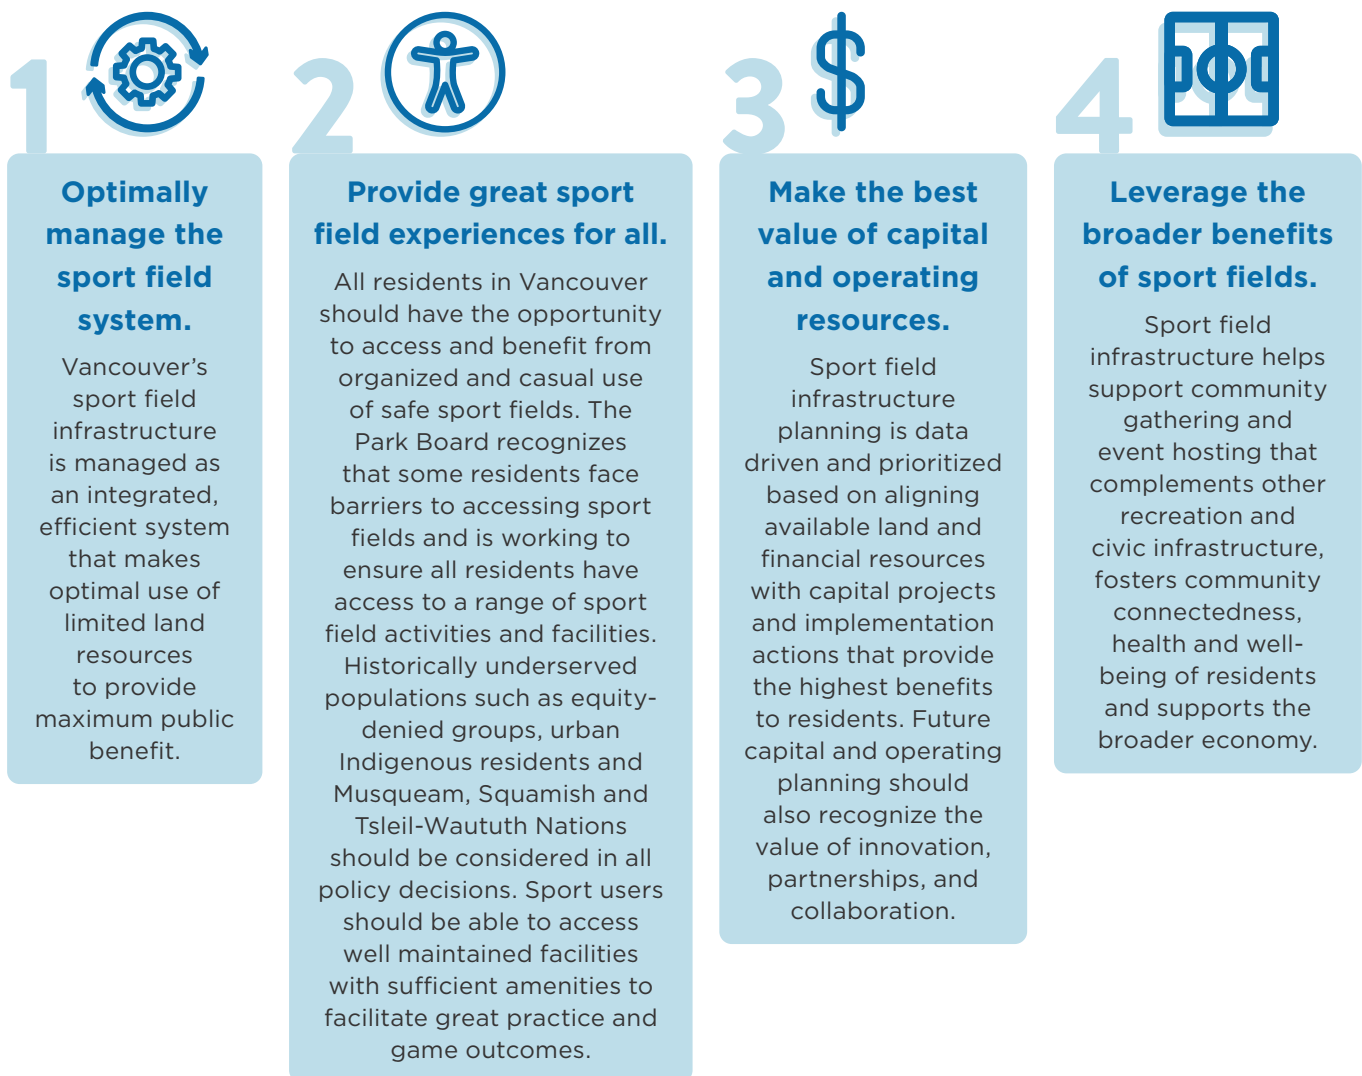 1
Optimally
manage the
sport field
system.
Vancouver's
sport field
infrastructure
is managed as
an integrated,
efficient system
that makes
optimal use of
limited land
resources
to provide
maximum public
benefit.
2
Provide great sport
field experiences for all.
All residents in Vancouver
should have the opportunity
to access and benefit from
organized and casual use
of safe sport fields. The
Park Board recognizes
that some residents face
barriers to accessing sport
fields and is working to
ensure all residents have
access to a range of sport
field activities and facilities.
Historically underserved
populations such as equity-
denied groups, urban
Indigenous residents and
Musqueam, Squamish and
Tsleil-Waututh Nations
should be considered in all
policy decisions. Sport users
should be able to access
well maintained facilities
with sufficient amenities to
facilitate great practice and
game outcomes.
3
$
Make the best
value of capital
and operating
resources.
Sport field
infrastructure
planning is data
driven and prioritized
based on aligning
available land and
financial resources
with capital projects
and implementation
actions that provide
the highest benefits
to residents. Future
capital and operating
planning should
also recognize the
value of innovation,
partnerships, and
collaboration.
4
Leverage the
broader benefits
of sport fields.
Sport field
infrastructure helps
support community
gathering and
event hosting that
complements other
recreation and
civic infrastructure,
fosters community
connectedness,
health and well-
being of residents
and supports the
broader economy.